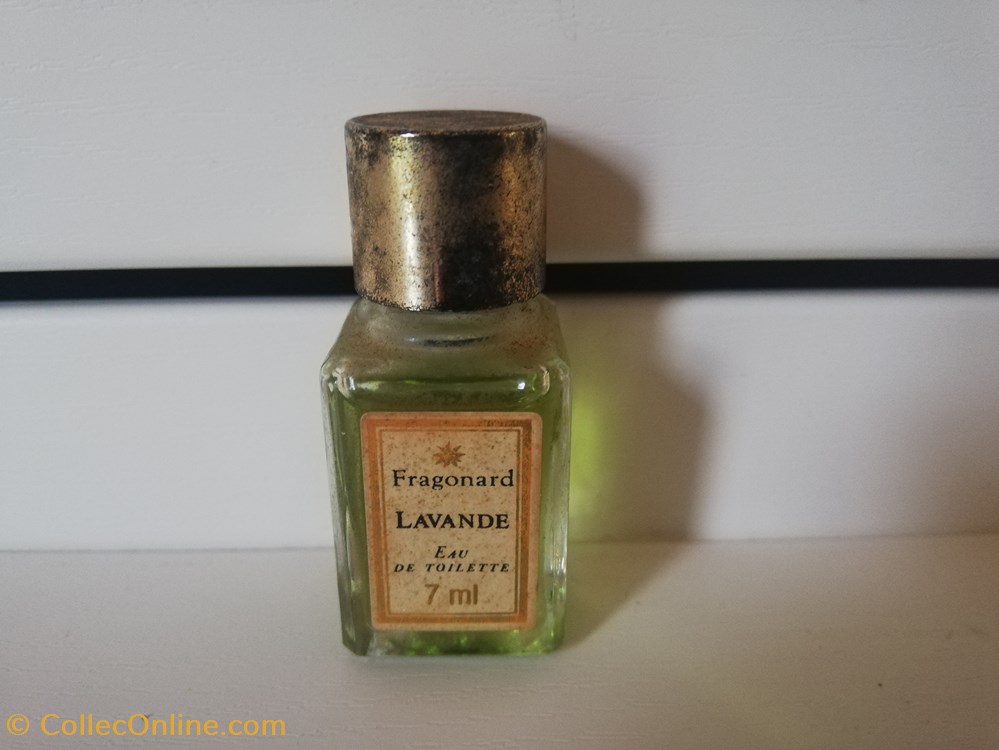 Fragonard
LAVANDE
EAU
DE TOILETTE
7 ml
© CollecOnline.com